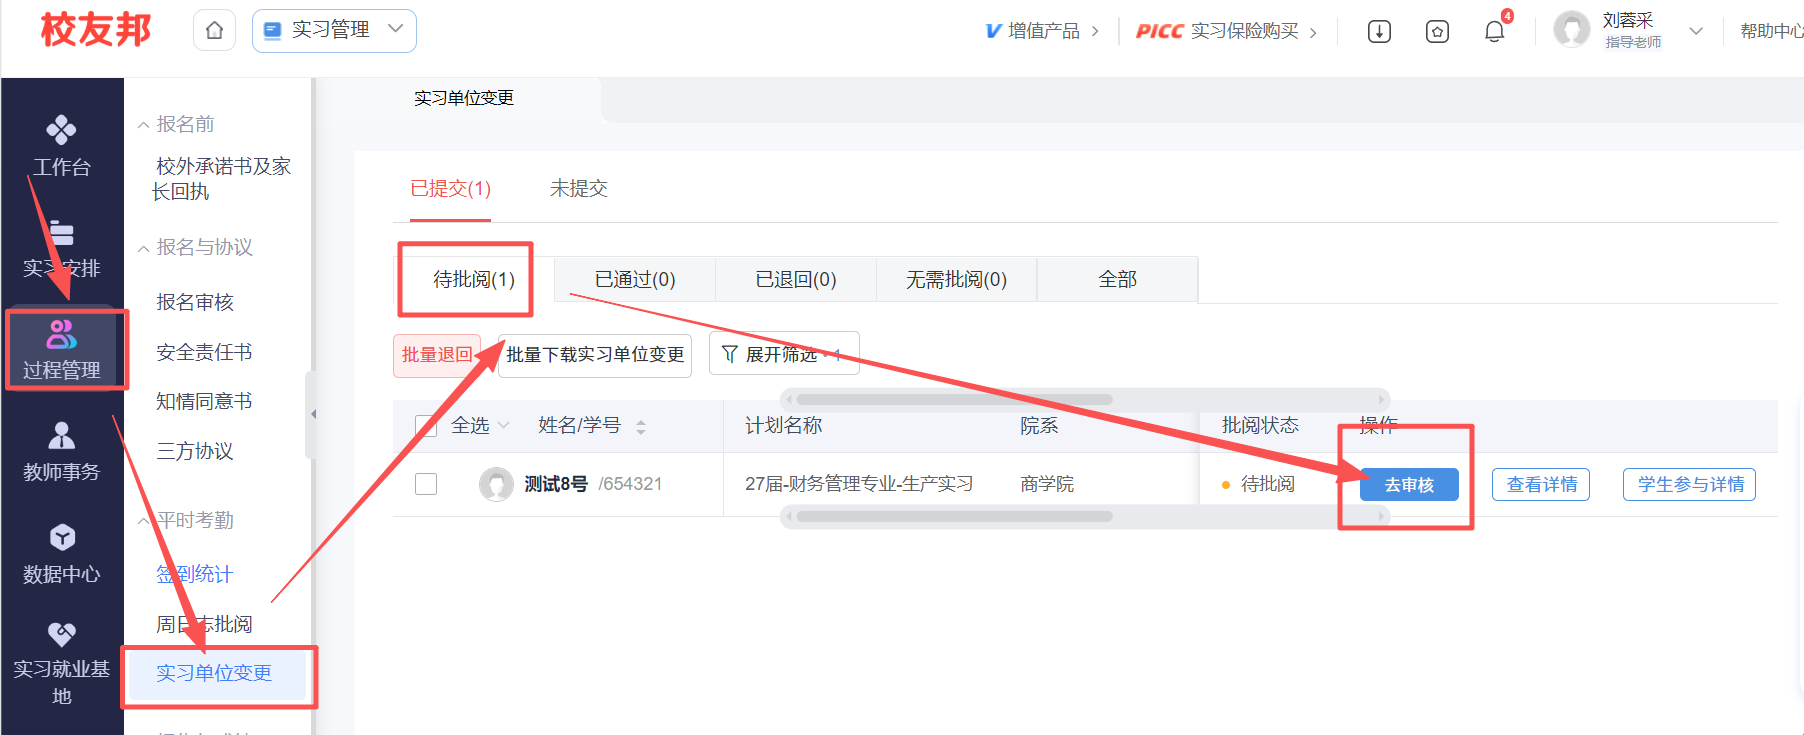 校友邦
实习管理
增值产品
PICC 实习保险购买
4
刘蓉采
指导老师
帮助中心
工作台
实习安排
过程管理
教师事务
数据中心
实习就业基
地
报名前
校外承诺书及家
长回执
报名与协议
报名审核
安全责任书
知情同意书
三方协议
平时考勤
签到统计
周日志批阅
实习单位变更
实习单位变更
已提交(1)
未提交
待批阅(1)
已通过(0)
已退回(0)
无需批阅(0)
全部
批量退回
批量下载实习单位变更
展开筛选
全选
姓名/学号
计划名称
院系
批阅状态
操作
测试8号 /654321
27届-财务管理专业-生产实习
商学院
待批阅
去审核
查看详情
学生参与详情